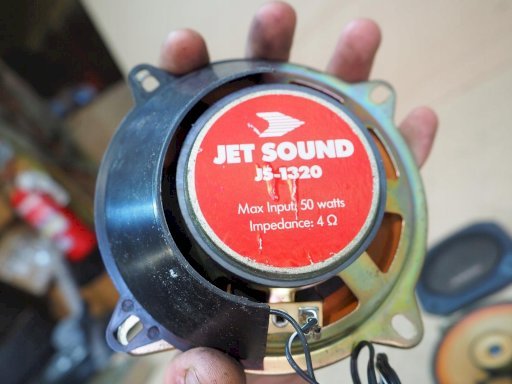 JET SOUND
JS-1320
Max Input: 50 watts
Impedance: 4 Ω